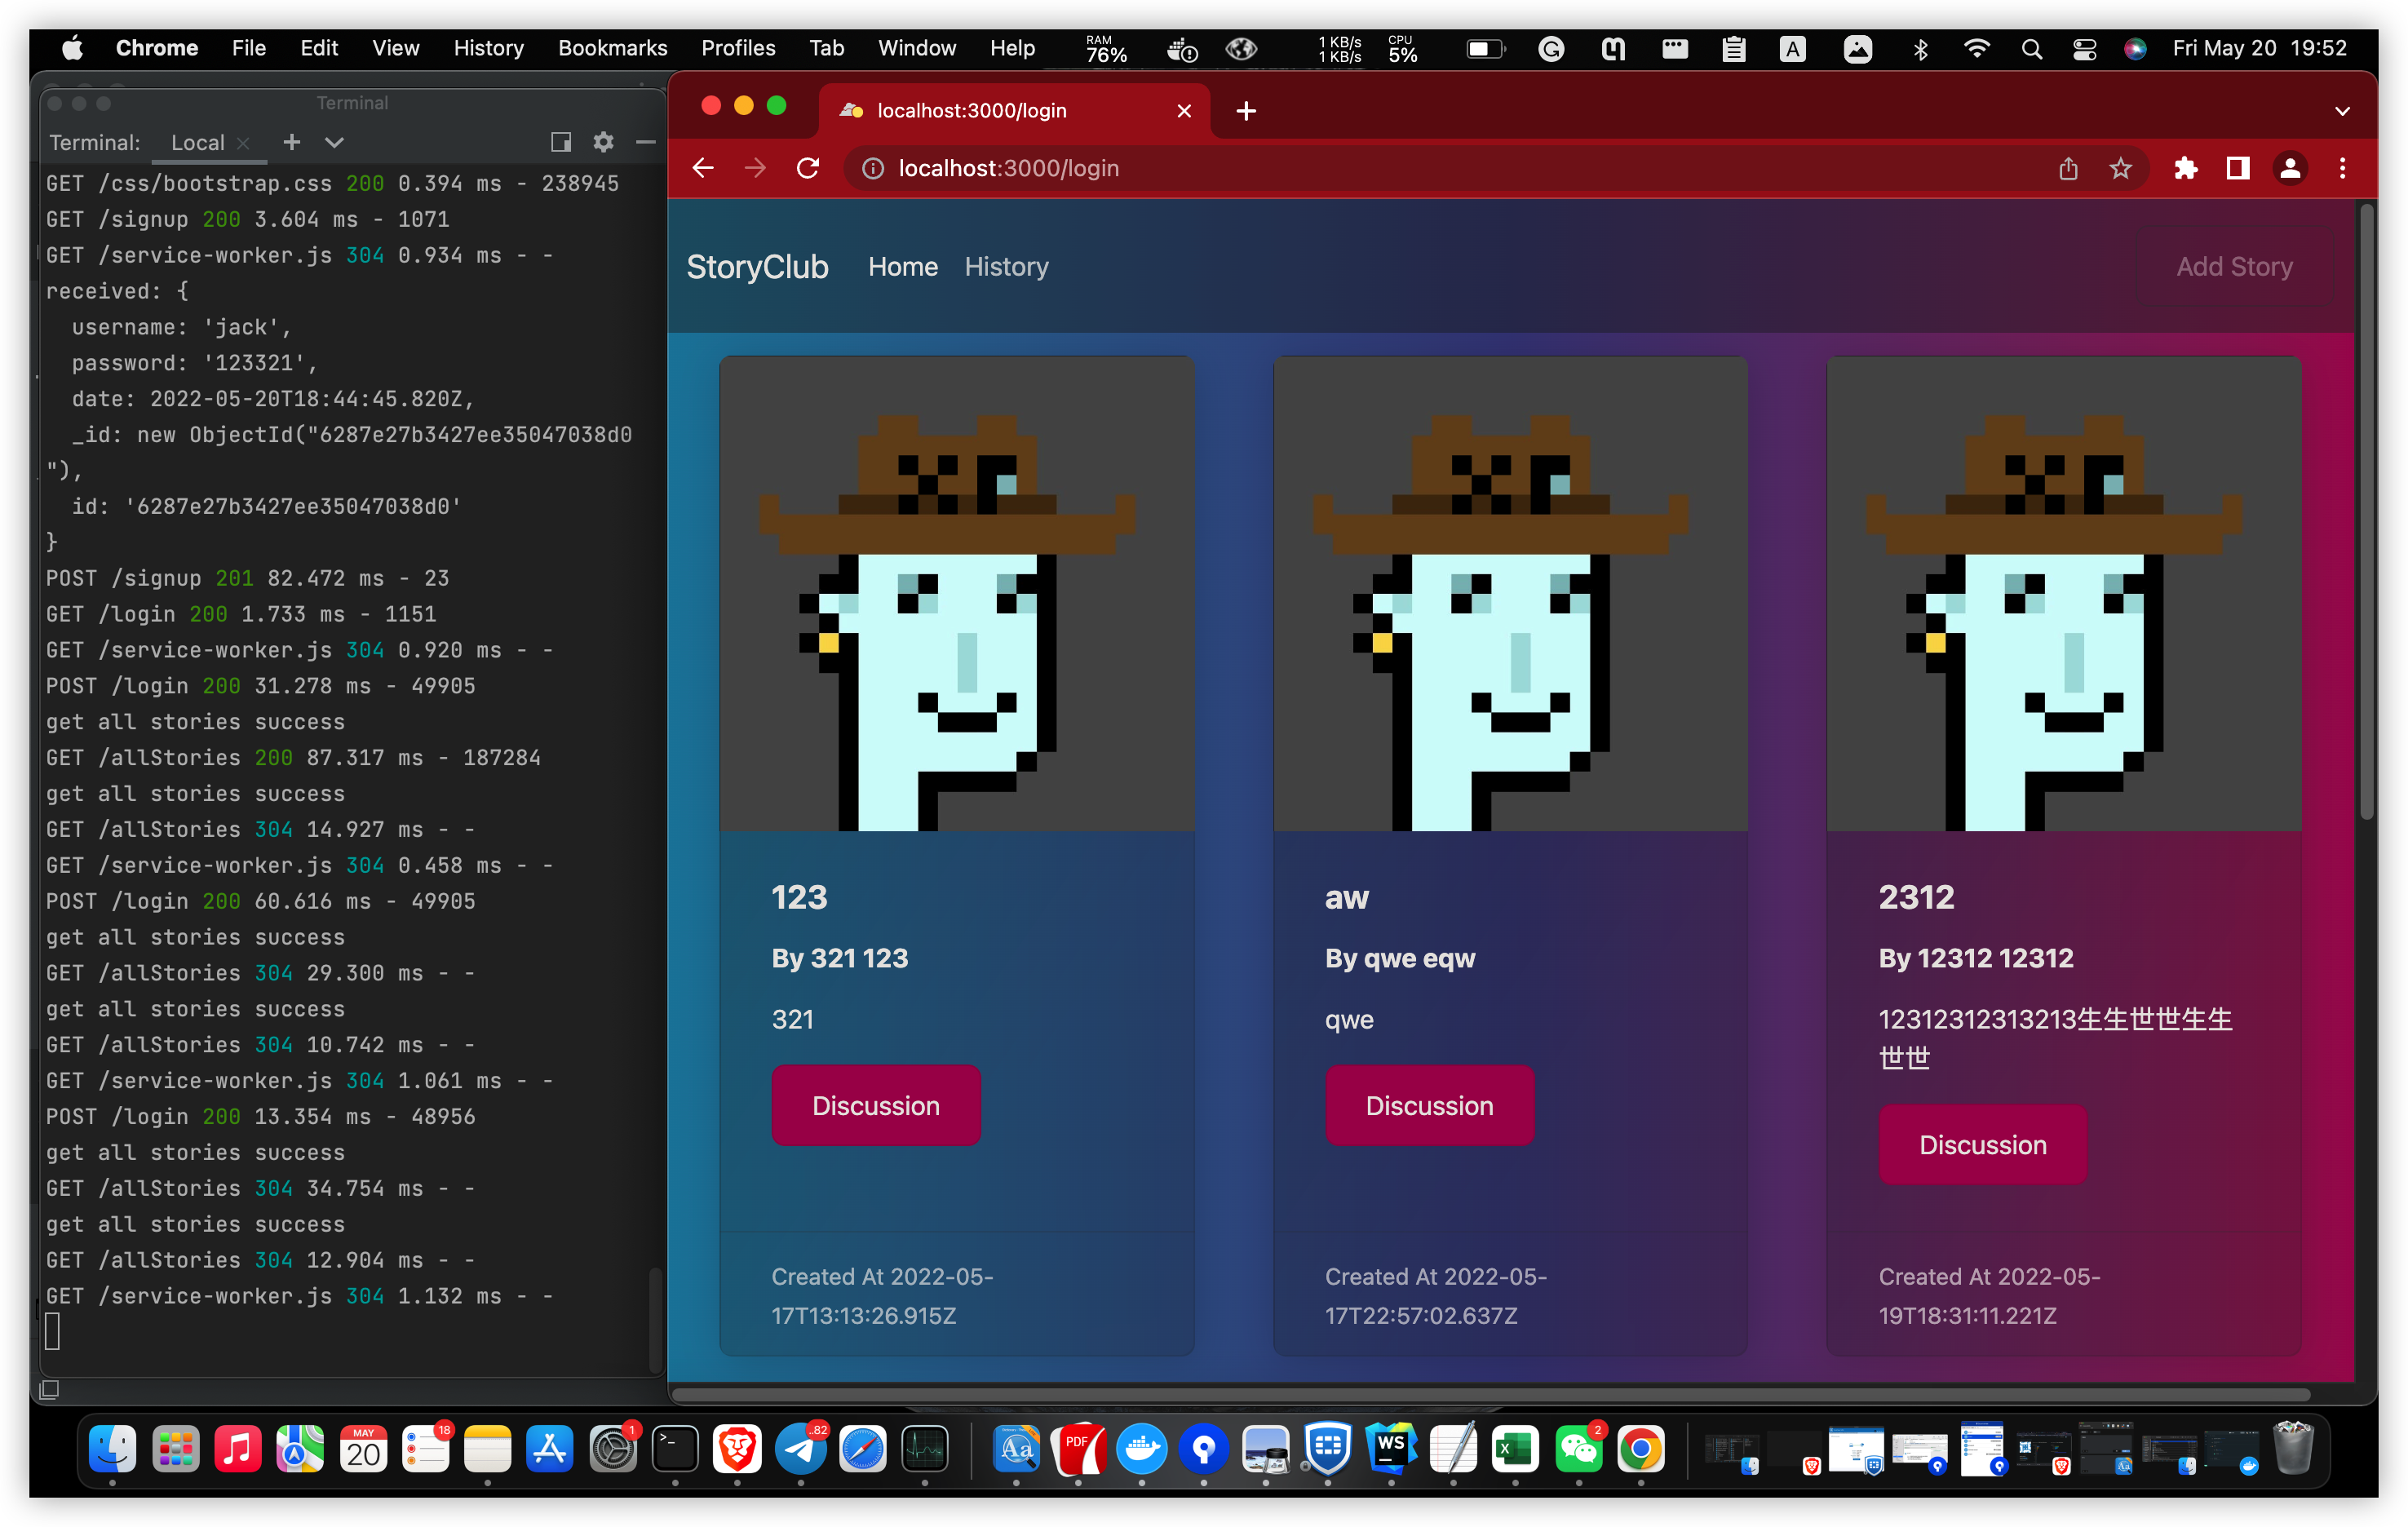 Chrome File Edit View History Bookmarks Profiles Tab Window Help RAM 76% 1 KB/s 1 KB/s CPU 5% A Fri May 20 19:52
Terminal
Terminal: Local
GET /css/bootstrap.css 200 0.394 ms - 238945
GET /signup 200 3.604 ms - 1071
GET /service-worker.js 304 0.934 ms - -
received: {
username: 'jack',
password: '123321',
date: 2022-05-20T18:44:45.820Z,
_id: new ObjectId("6287e27b3427ee35047038d0
"),
id: '6287e27b3427ee35047038d0'
}
POST /signup 201 82.472 ms - 23
GET /login 200 1.733 ms - 1151
GET /service-worker.js 304 0.920 ms - -
POST /login 200 31.278 ms - 49905
get all stories success
GET /allStories 200 87.317 ms - 187284
get all stories success
GET /allStories 304 14.927 ms - -
GET /service-worker.js 304 0.458 ms - -
POST /login 200 60.616 ms - 49905
get all stories success
GET /allStories 304 29.300 ms - -
get all stories success
GET /allStories 304 10.742 ms - -
GET /service-worker.js 304 1.061 ms - -
POST /login 200 13.354 ms - 48956
get all stories success
GET /allStories 304 34.754 ms - -
get all stories success
GET /allStories 304 12.904 ms - -
GET /service-worker.js 304 1.132 ms - -
localhost:3000/login
localhost:3000/login
StoryClub Home History Add Story
123
By 321 123
321
Discussion
Created At 2022-05-
17T13:13:26.915Z
aw
By qwe eqw
qwe
Discussion
Created At 2022-05-
17T22:57:02.637Z
2312
By 12312 12312
12312312313213生生世世生生
世世
Discussion
Created At 2022-05-
19T18:31:11.221Z
MAY
20
18
1
..82
Aa
PDF
WS
X
2